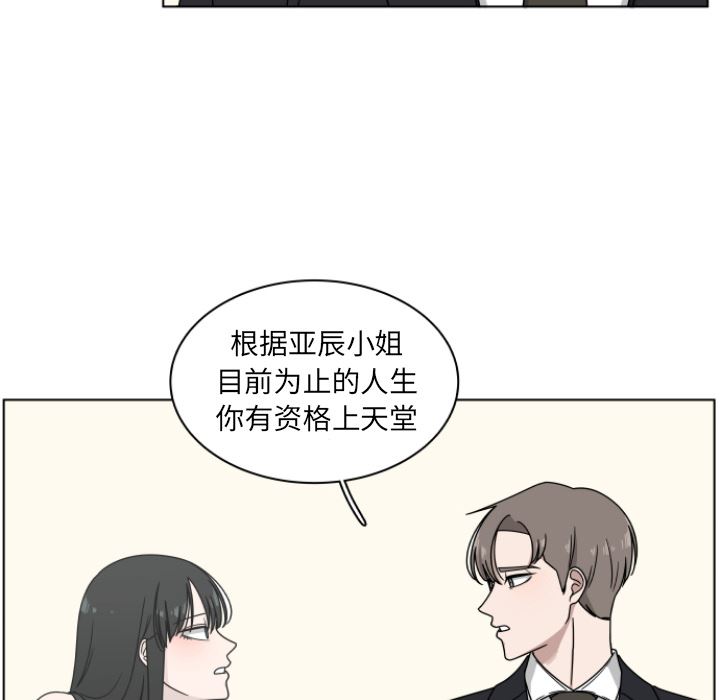 根据亚辰小姐
目前为止的人生
你有资格上天堂